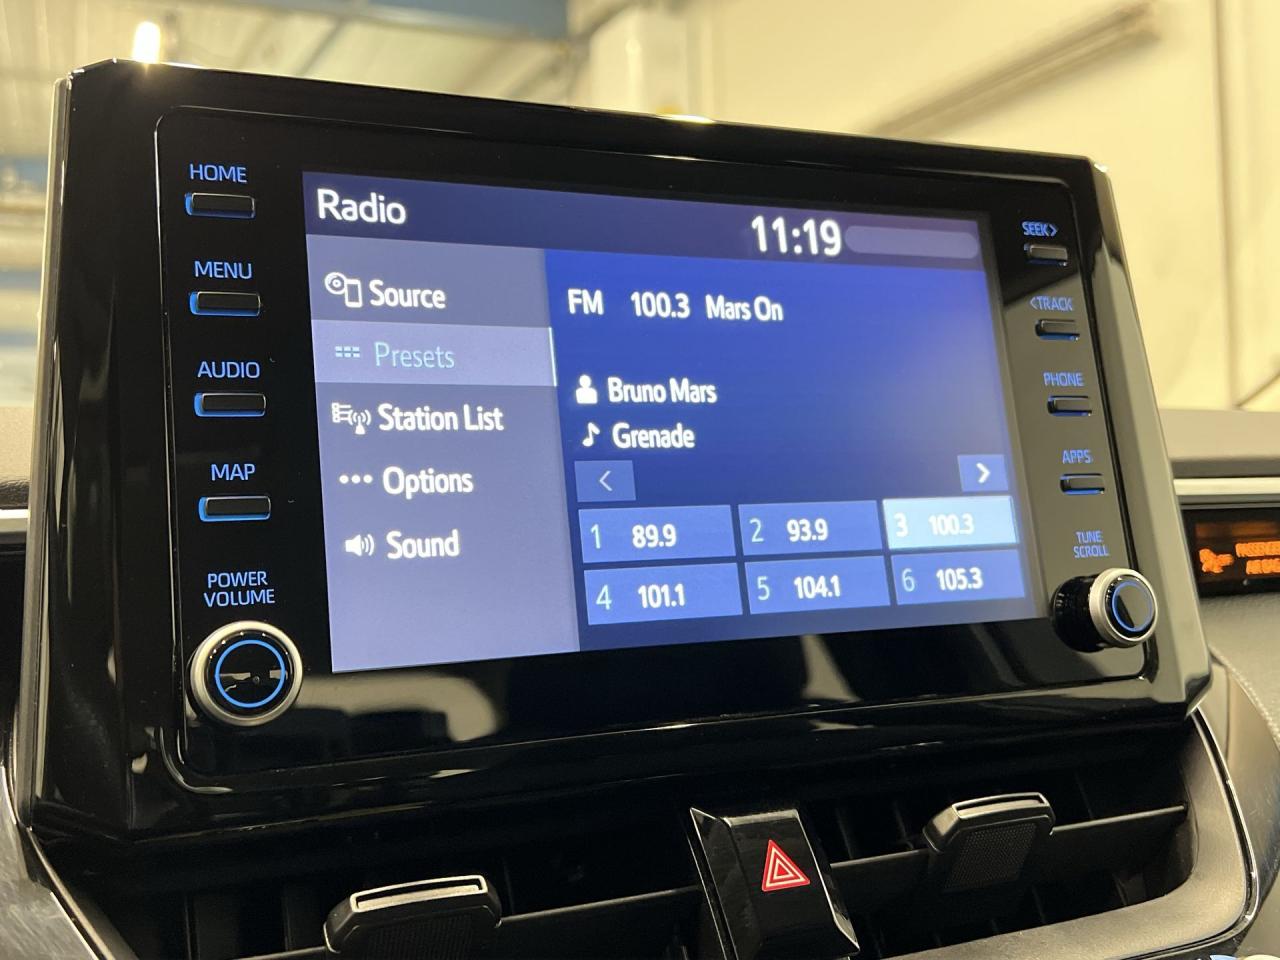 HOME
MENU
AUDIO
MAP
POWER
VOLUME
Radio
11:19
Source
Presets
Station List
Options
Sound
FM 100.3 Mars On
Bruno Mars
Grenade
< >
1 89.9
2 93.9
3 100.3
4 101.1
5 104.1
6 105.3
SEEK>
<TRACK
PHONE
APPS
TUNE
SCROLL